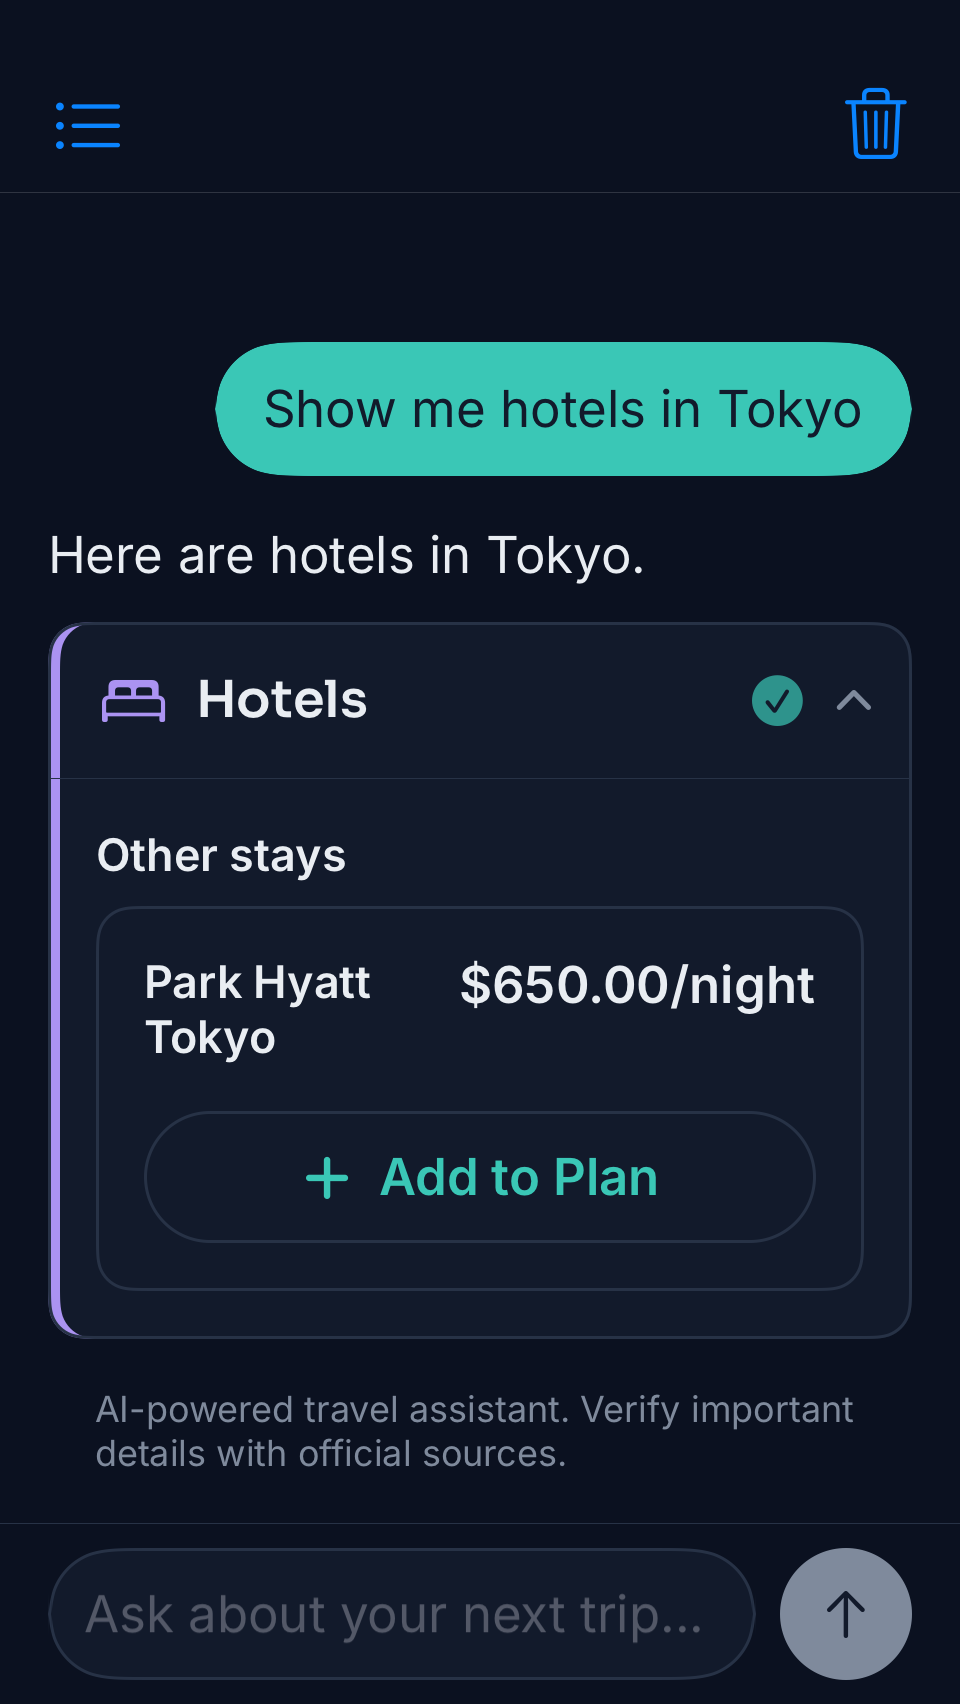 Show me hotels in Tokyo
Here are hotels in Tokyo.
Hotels
Other stays
Park Hyatt
Tokyo
$650.00/night
Add to Plan
AI-powered travel assistant. Verify important
details with official sources.
Ask about your next trip...